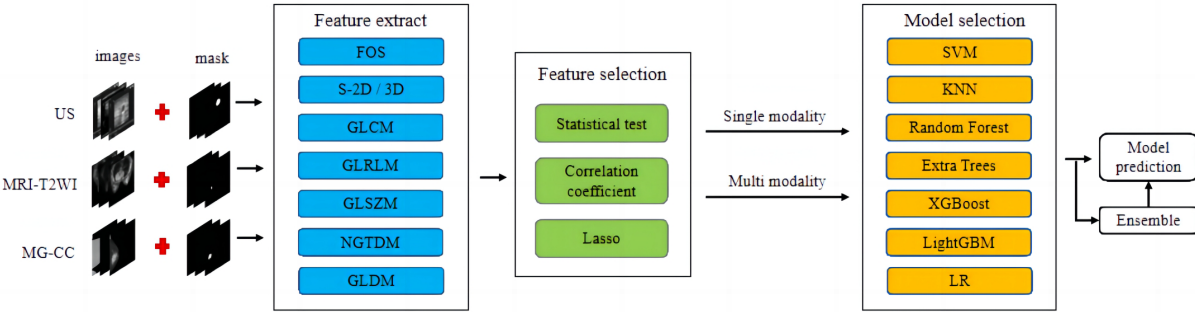 images
mask
US
MRI-T2WI
MG-CC
Feature extract
FOS
S-2D / 3D
GLCM
GLRLM
GLSZM
NGTDM
GLDM
Feature selection
Statistical test
Correlation
coefficient
Lasso
Single modality
Multi modality
Model selection
SVM
KNN
Random Forest
Extra Trees
XGBoost
LightGBM
LR
Model
prediction
Ensemble